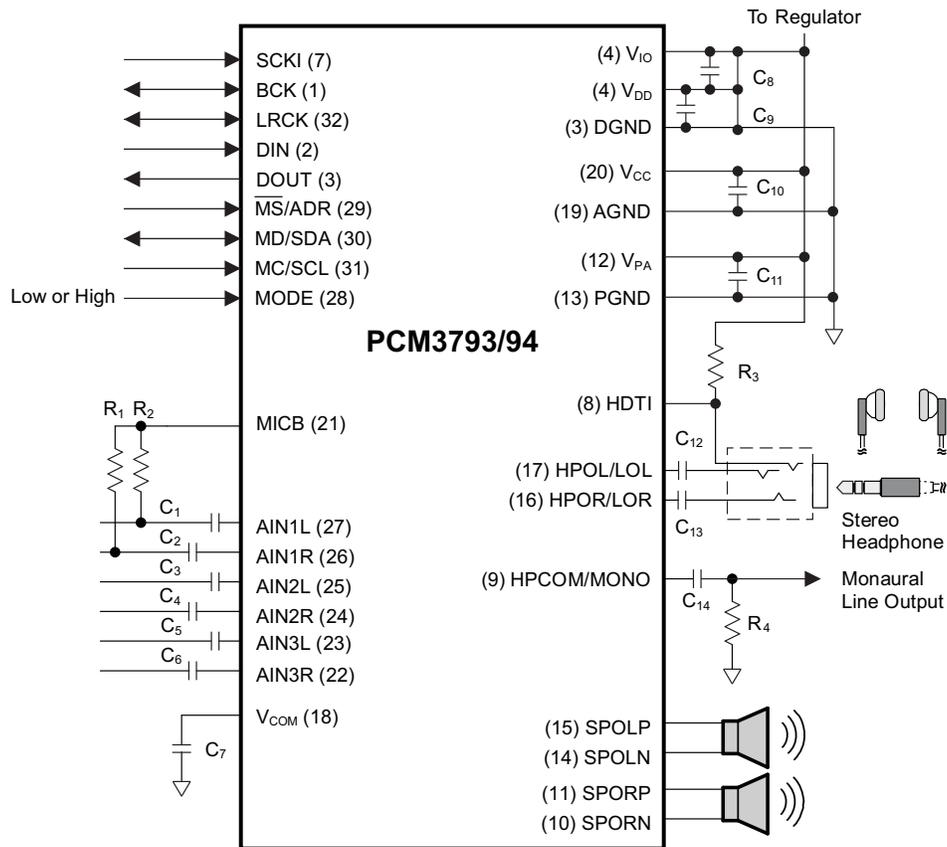 To Regulator
SCKI (7)
BCK (1)
LRCK (32)
DIN (2)
DOUT (3)
MS/ADR (29)
MD/SDA (30)
MC/SCL (31)
Low or High
MODE (28)
(4) VIO
C8
(4) VDD
C9
(3) DGND
(20) VCC
C10
(19) AGND
(12) VPA
C11
(13) PGND
PCM3793/94
R3
(8) HDTI
R1 R2
MICB (21)
C12
(17) HPOL/LOL
(16) HPOR/LOR
C13
Stereo
Headphone
C1
AIN1L (27)
C2
AIN1R (26)
C3
AIN2L (25)
C4
AIN2R (24)
C5
AIN3L (23)
C6
AIN3R (22)
(9) HPCOM/MONO
C14
Monaural
Line Output
R4
VCOM (18)
C7
(15) SPOLP
(14) SPOLN
(11) SPORP
(10) SPORN